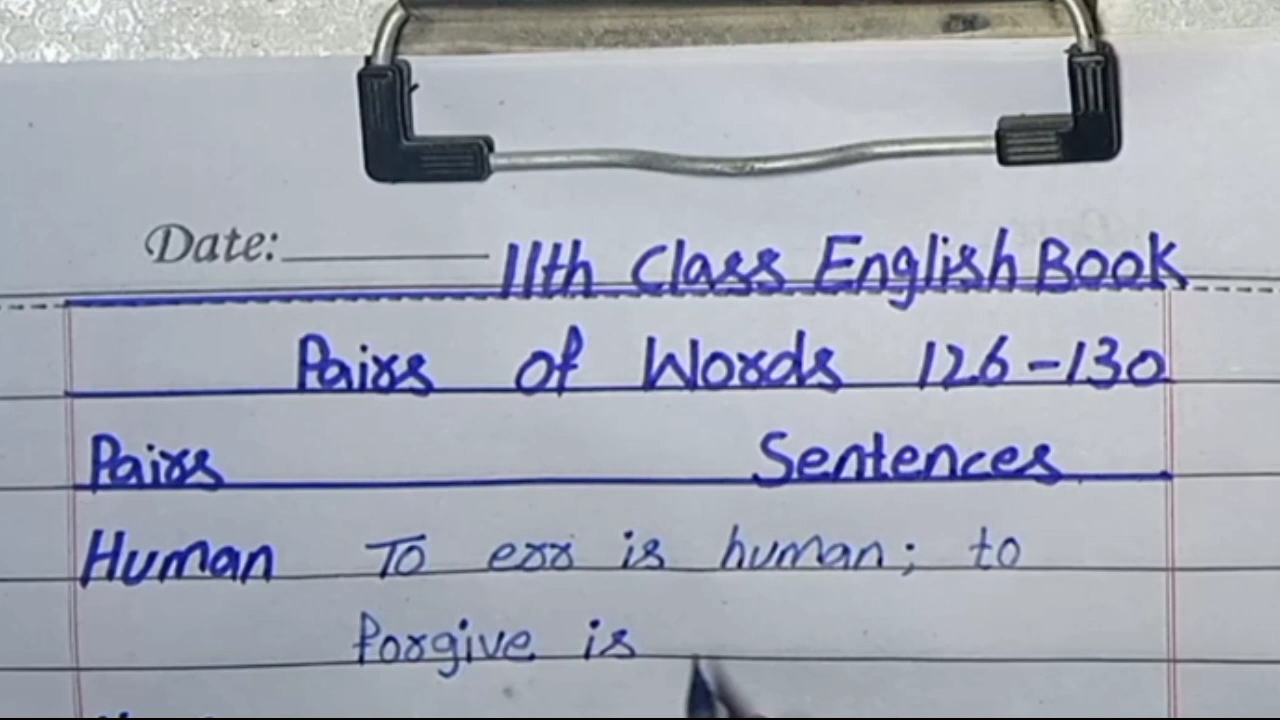 Date: 11th Class English Book
Pairs of Words 126-130
Pairs Sentences
Human To err is human; to
forgive is